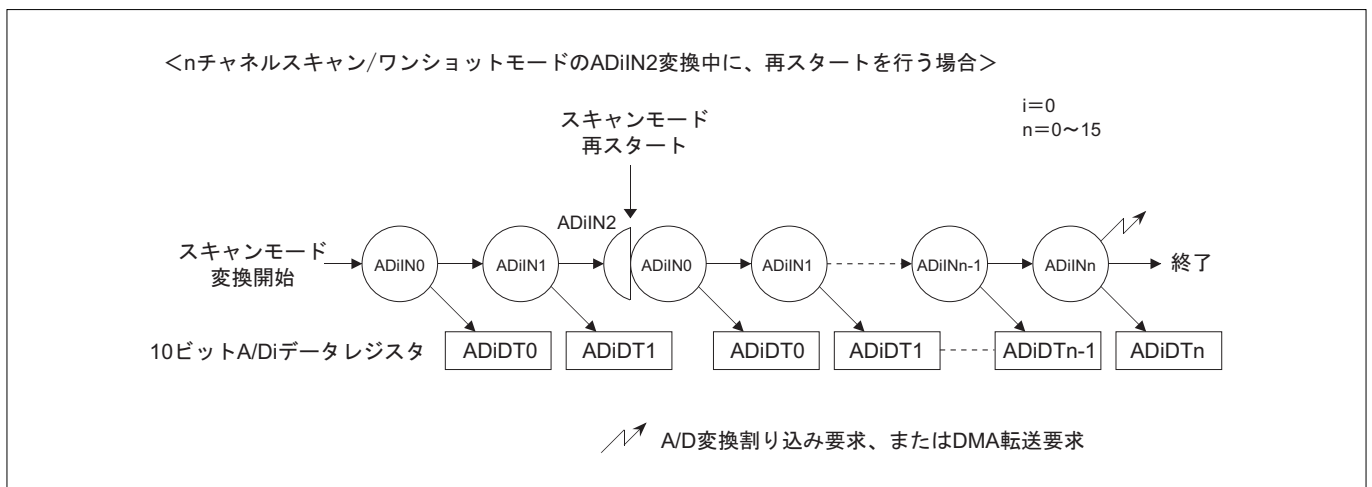 ＜nチャネルスキャン/ワンショットモードのADiIN2変換中に、再スタートを行う場合＞
i＝0
n＝0～15
スキャンモード
再スタート
ADiIN2
スキャンモード
変換開始
ADiIN0
ADiIN1
ADiIN0
ADiIN1
ADiINn-1
ADiINn
終了
10ビットA/Diデータレジスタ
ADiDT0
ADiDT1
ADiDT0
ADiDT1
ADiDTn-1
ADiDTn
A/D変換割り込み要求、またはDMA転送要求